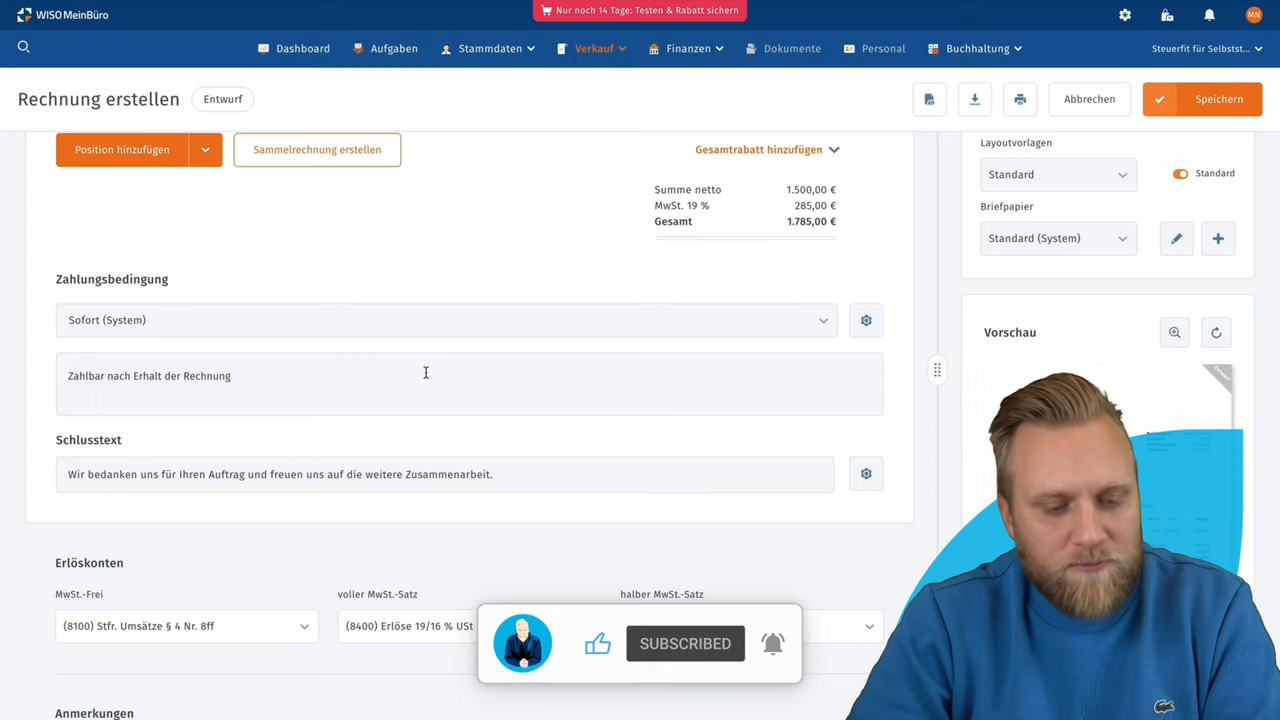 WISO MeinBüro
Nur noch 14 Tage: Testen & Rabatt sichern
MN
Dashboard
Aufgaben
Stammdaten
Verkauf
Finanzen
Dokumente
Personal
Buchhaltung
Steuerfit für Selbstst...
Rechnung erstellen
Entwurf
Abbrechen
Speichern
Position hinzufügen
Sammelrechnung erstellen
Gesamtrabatt hinzufügen
Summe netto 1.500,00 €
MwSt. 19 % 285,00 €
Gesamt 1.785,00 €
Zahlungsbedingung
Sofort (System)
Zahlbar nach Erhalt der Rechnung
Schlusstext
Wir bedanken uns für Ihren Auftrag und freuen uns auf die weitere Zusammenarbeit.
Erlöskonten
MwSt.-Frei
voller MwSt.-Satz
halber MwSt.-Satz
(8100) Stfr. Umsätze § 4 Nr. 8ff
(8400) Erlöse 19/16 % USt
SUBSCRIBED
Anmerkungen
Layoutvorlagen
Standard
Standard
Briefpapier
Standard (System)
Vorschau
Entwurf